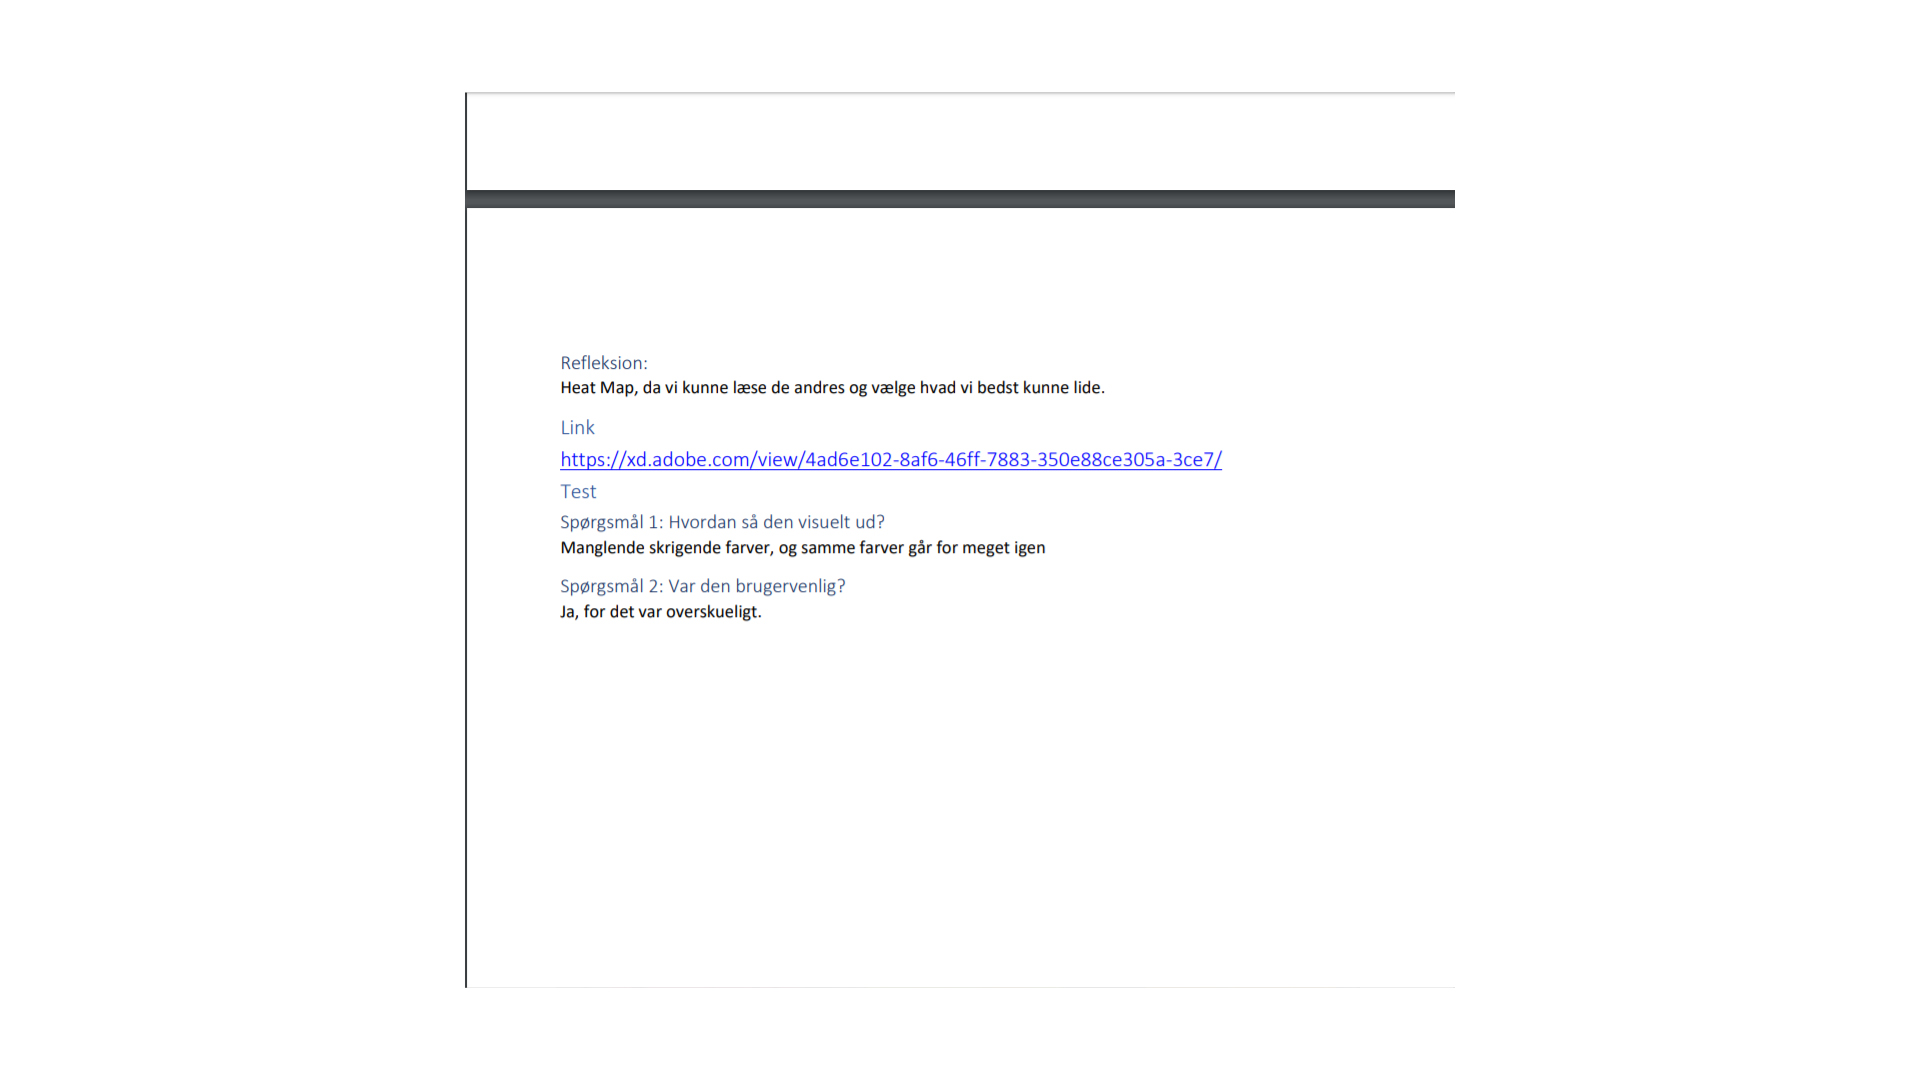 Refleksion:
Heat Map, da vi kunne læse de andres og vælge hvad vi bedst kunne lide.
Link
https://xd.adobe.com/view/4ad6e102-8af6-46ff-7883-350e88ce305a-3ce7/
Test
Spørgsmål 1: Hvordan så den visuelt ud?
Manglende skrigende farver, og samme farver går for meget igen
Spørgsmål 2: Var den brugervenlig?
Ja, for det var overskueligt.